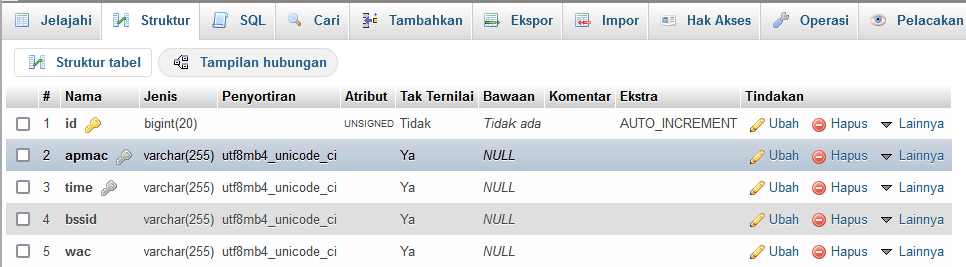 Jelajahi Struktur SQL Cari Tambahkan Ekspor Impor Hak Akses Operasi Pelacakan
Struktur tabel Tampilan hubungan
# Nama Jenis Penyortiran Atribut Tak Ternilai Bawaan Komentar Ekstra Tindakan
1 id bigint(20) UNSIGNED Tidak Tidak ada AUTO_INCREMENT Ubah Hapus Lainnya
2 apmac varchar(255) utf8mb4_unicode_ci Ya NULL Ubah Hapus Lainnya
3 time varchar(255) utf8mb4_unicode_ci Ya NULL Ubah Hapus Lainnya
4 bssid varchar(255) utf8mb4_unicode_ci Ya NULL Ubah Hapus Lainnya
5 wac varchar(255) utf8mb4_unicode_ci Ya NULL Ubah Hapus Lainnya